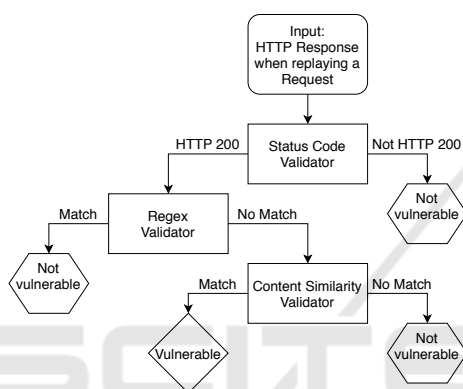 Input:
HTTP Response
when replaying a
Request
HTTP 200
Status Code
Validator
Not HTTP 200
Not
vulnerable
Match
Regex
Validator
No Match
Not
vulnerable
Match
Content Similarity
Validator
No Match
Vulnerable
Not
vulnerable